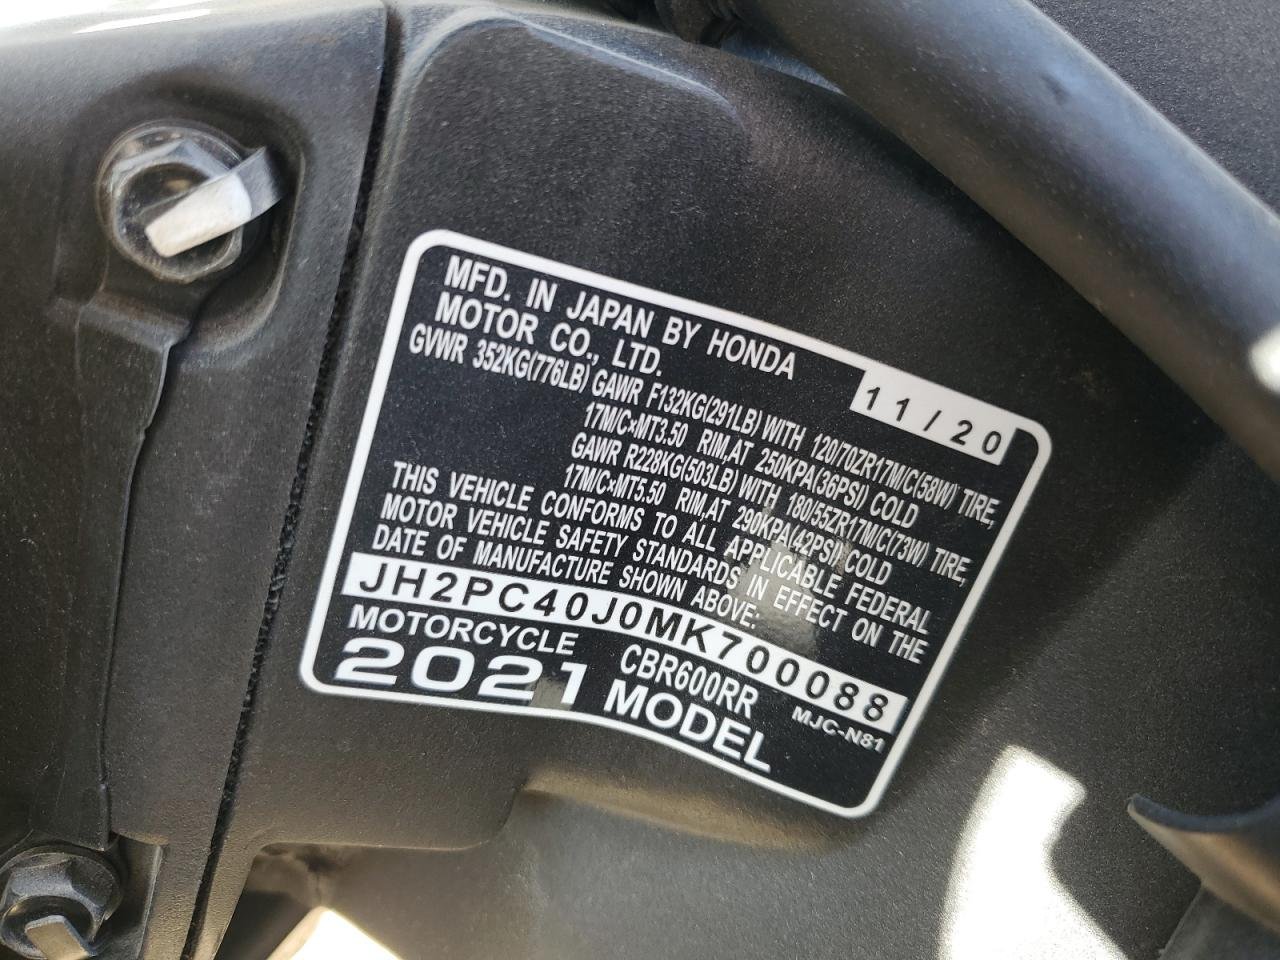 MFD. IN JAPAN BY HONDA
MOTOR CO., LTD.
11/20
GVWR 352KG(776LB) GAWR F132KG(291LB) WITH 120/70ZR17M/C(58W) TIRE,
17M/C×MT3.50 RIM,AT 250KPA(36PSI) COLD
GAWR R228KG(503LB) WITH 180/55ZR17M/C(73W) TIRE,
17M/C×MT5.50 RIM,AT 290KPA(42PSI) COLD
THIS VEHICLE CONFORMS TO ALL APPLICABLE FEDERAL
MOTOR VEHICLE SAFETY STANDARDS IN EFFECT ON THE
DATE OF MANUFACTURE SHOWN ABOVE:
JH2PC40J0MK700088
MOTORCYCLE CBR600RR MJC-N81
2021 MODEL